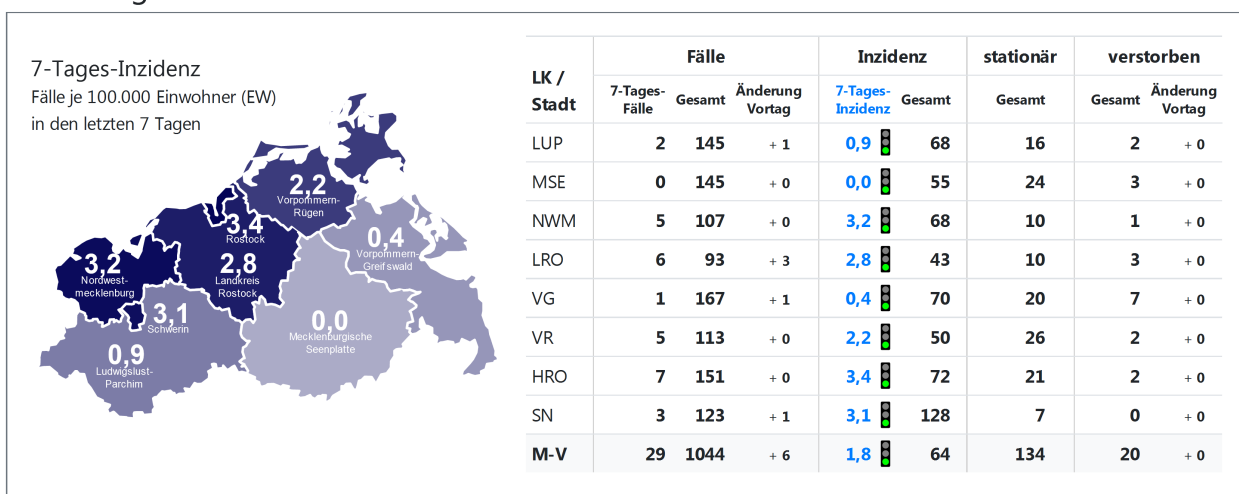 7-Tages-Inzidenz
Fälle je 100.000 Einwohner (EW)
in den letzten 7 Tagen
2,2
Vorpommern-
Rügen
3,4
Rostock
0,4
Vorpommern-
Greifswald
3,2
Nordwest-
mecklenburg
2,8
Landkreis
Rostock
3,1
Schwerin
0,0
Mecklenburgische
Seenplatte
0,9
Ludwigslust-
Parchim
LK / Stadt Fälle Inzidenz stationär verstorben
7-Tages-Fälle Gesamt Änderung Vortag 7-Tages-Inzidenz Gesamt Gesamt Gesamt Änderung Vortag
LUP 2 145 + 1 0,9 68 16 2 + 0
MSE 0 145 + 0 0,0 55 24 3 + 0
NWM 5 107 + 0 3,2 68 10 1 + 0
LRO 6 93 + 3 2,8 43 10 3 + 0
VG 1 167 + 1 0,4 70 20 7 + 0
VR 5 113 + 0 2,2 50 26 2 + 0
HRO 7 151 + 0 3,4 72 21 2 + 0
SN 3 123 + 1 3,1 128 7 0 + 0
M-V 29 1044 + 6 1,8 64 134 20 + 0